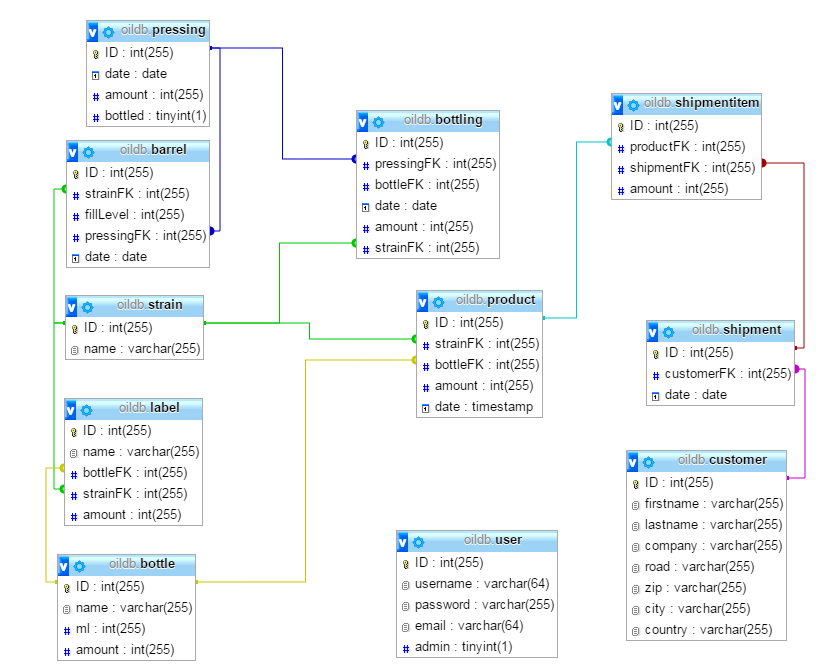 oildb.pressing
ID : int(255)
date : date
amount : int(255)
bottled : tinyint(1)
oildb.barrel
ID : int(255)
strainFK : int(255)
fillLevel : int(255)
pressingFK : int(255)
date : date
oildb.strain
ID : int(255)
name : varchar(255)
oildb.label
ID : int(255)
name : varchar(255)
bottleFK : int(255)
strainFK : int(255)
amount : int(255)
oildb.bottle
ID : int(255)
name : varchar(255)
ml : int(255)
amount : int(255)
oildb.bottling
ID : int(255)
pressingFK : int(255)
bottleFK : int(255)
date : date
amount : int(255)
strainFK : int(255)
oildb.product
ID : int(255)
strainFK : int(255)
bottleFK : int(255)
amount : int(255)
date : timestamp
oildb.user
ID : int(255)
username : varchar(64)
password : varchar(255)
email : varchar(64)
admin : tinyint(1)
oildb.shipmentitem
ID : int(255)
productFK : int(255)
shipmentFK : int(255)
amount : int(255)
oildb.shipment
ID : int(255)
customerFK : int(255)
date : date
oildb.customer
ID : int(255)
firstname : varchar(255)
lastname : varchar(255)
company : varchar(255)
road : varchar(255)
zip : varchar(255)
city : varchar(255)
country : varchar(255)